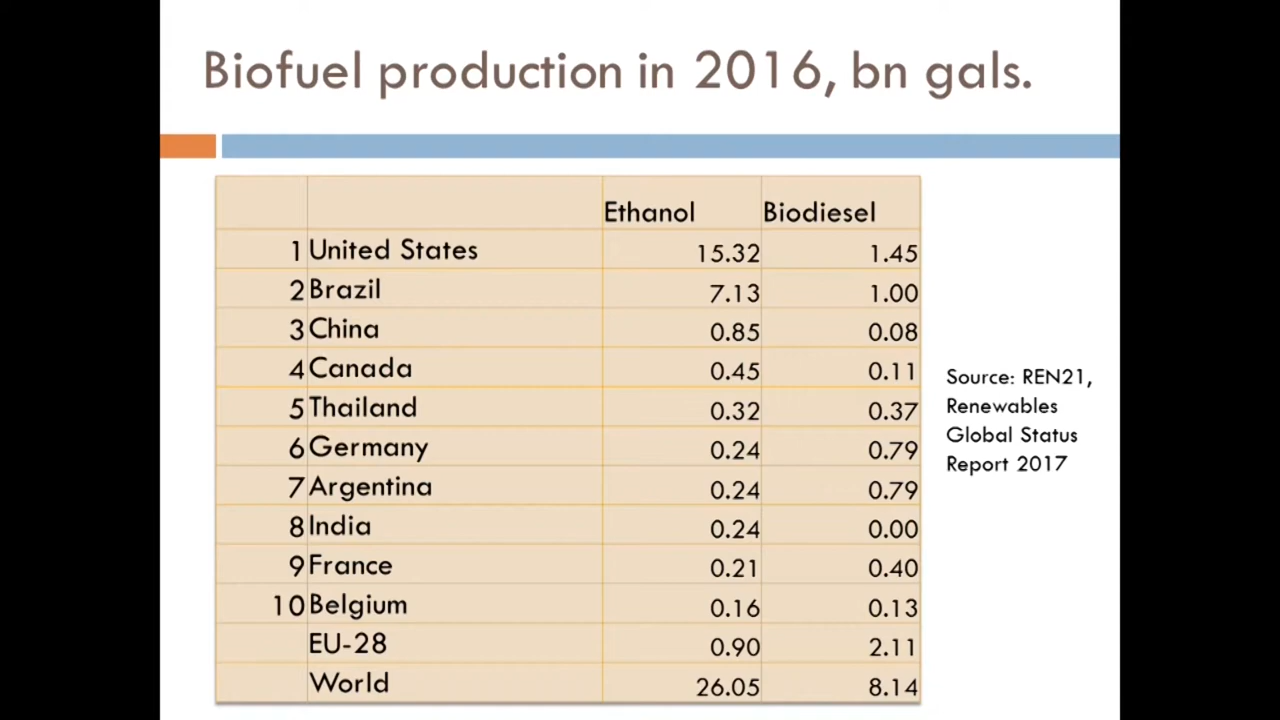 Biofuel production in 2016, bn gals.
Ethanol Biodiesel
1 United States 15.32 1.45
2 Brazil 7.13 1.00
3 China 0.85 0.08
4 Canada 0.45 0.11
5 Thailand 0.32 0.37
6 Germany 0.24 0.79
7 Argentina 0.24 0.79
8 India 0.24 0.00
9 France 0.21 0.40
10 Belgium 0.16 0.13
EU-28 0.90 2.11
World 26.05 8.14
Source: REN21,
Renewables
Global Status
Report 2017